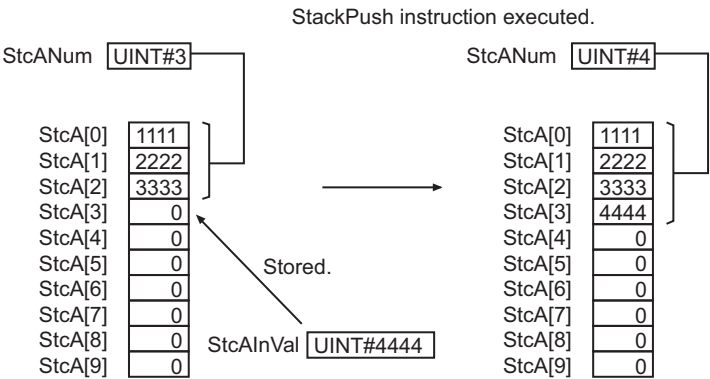 StackPush instruction executed.
StcANum UINT#3 StcANum UINT#4
StcA[0] 1111 StcA[0] 1111
StcA[1] 2222 StcA[1] 2222
StcA[2] 3333 StcA[2] 3333
StcA[3] 0 StcA[3] 4444
StcA[4] 0 StcA[4] 0
StcA[5] 0 StcA[5] 0
Stored.
StcA[6] 0 StcA[6] 0
StcA[7] 0 StcA[7] 0
StcA[8] 0 StcAInVal UINT#4444 StcA[8] 0
StcA[9] 0 StcA[9] 0